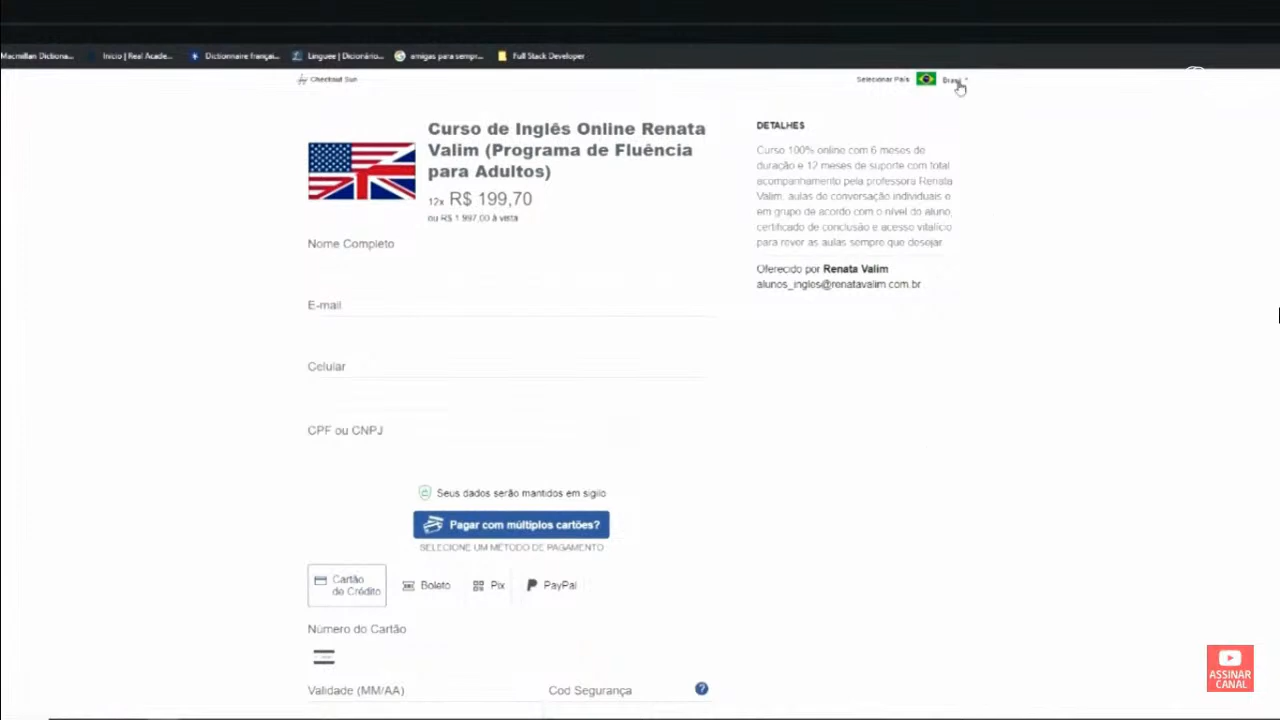 Macmillan Dictiona...
Inicio | Real Acade...
Dictionnaire françai...
Linguee | Dicionário...
amigas para sempr...
Full Stack Developer
Checkout Sun
Selecionar País
Brasil
Curso de Inglês Online Renata
Valim (Programa de Fluência
para Adultos)
12x R$ 199,70
ou R$ 1.997,00 à vista
Nome Completo
E-mail
Celular
CPF ou CNPJ
Seus dados serão mantidos em sigilo
Pagar com múltiplos cartões?
SELECIONE UM MÉTODO DE PAGAMENTO
Cartão
de Crédito
Boleto
Pix
PayPal
Número do Cartão
Validade (MM/AA)
Cod Segurança
?
DETALHES
Curso 100% online com 6 meses de
duração e 12 meses de suporte com total
acompanhamento pela professora Renata
Valim, aulas de conversação individuais e
em grupo de acordo com o nível do aluno,
certificado de conclusão e acesso vitalício
para rever as aulas sempre que desejar
Oferecido por Renata Valim
alunos_ingles@renatavalim.com.br
ASSINAR
CANAL